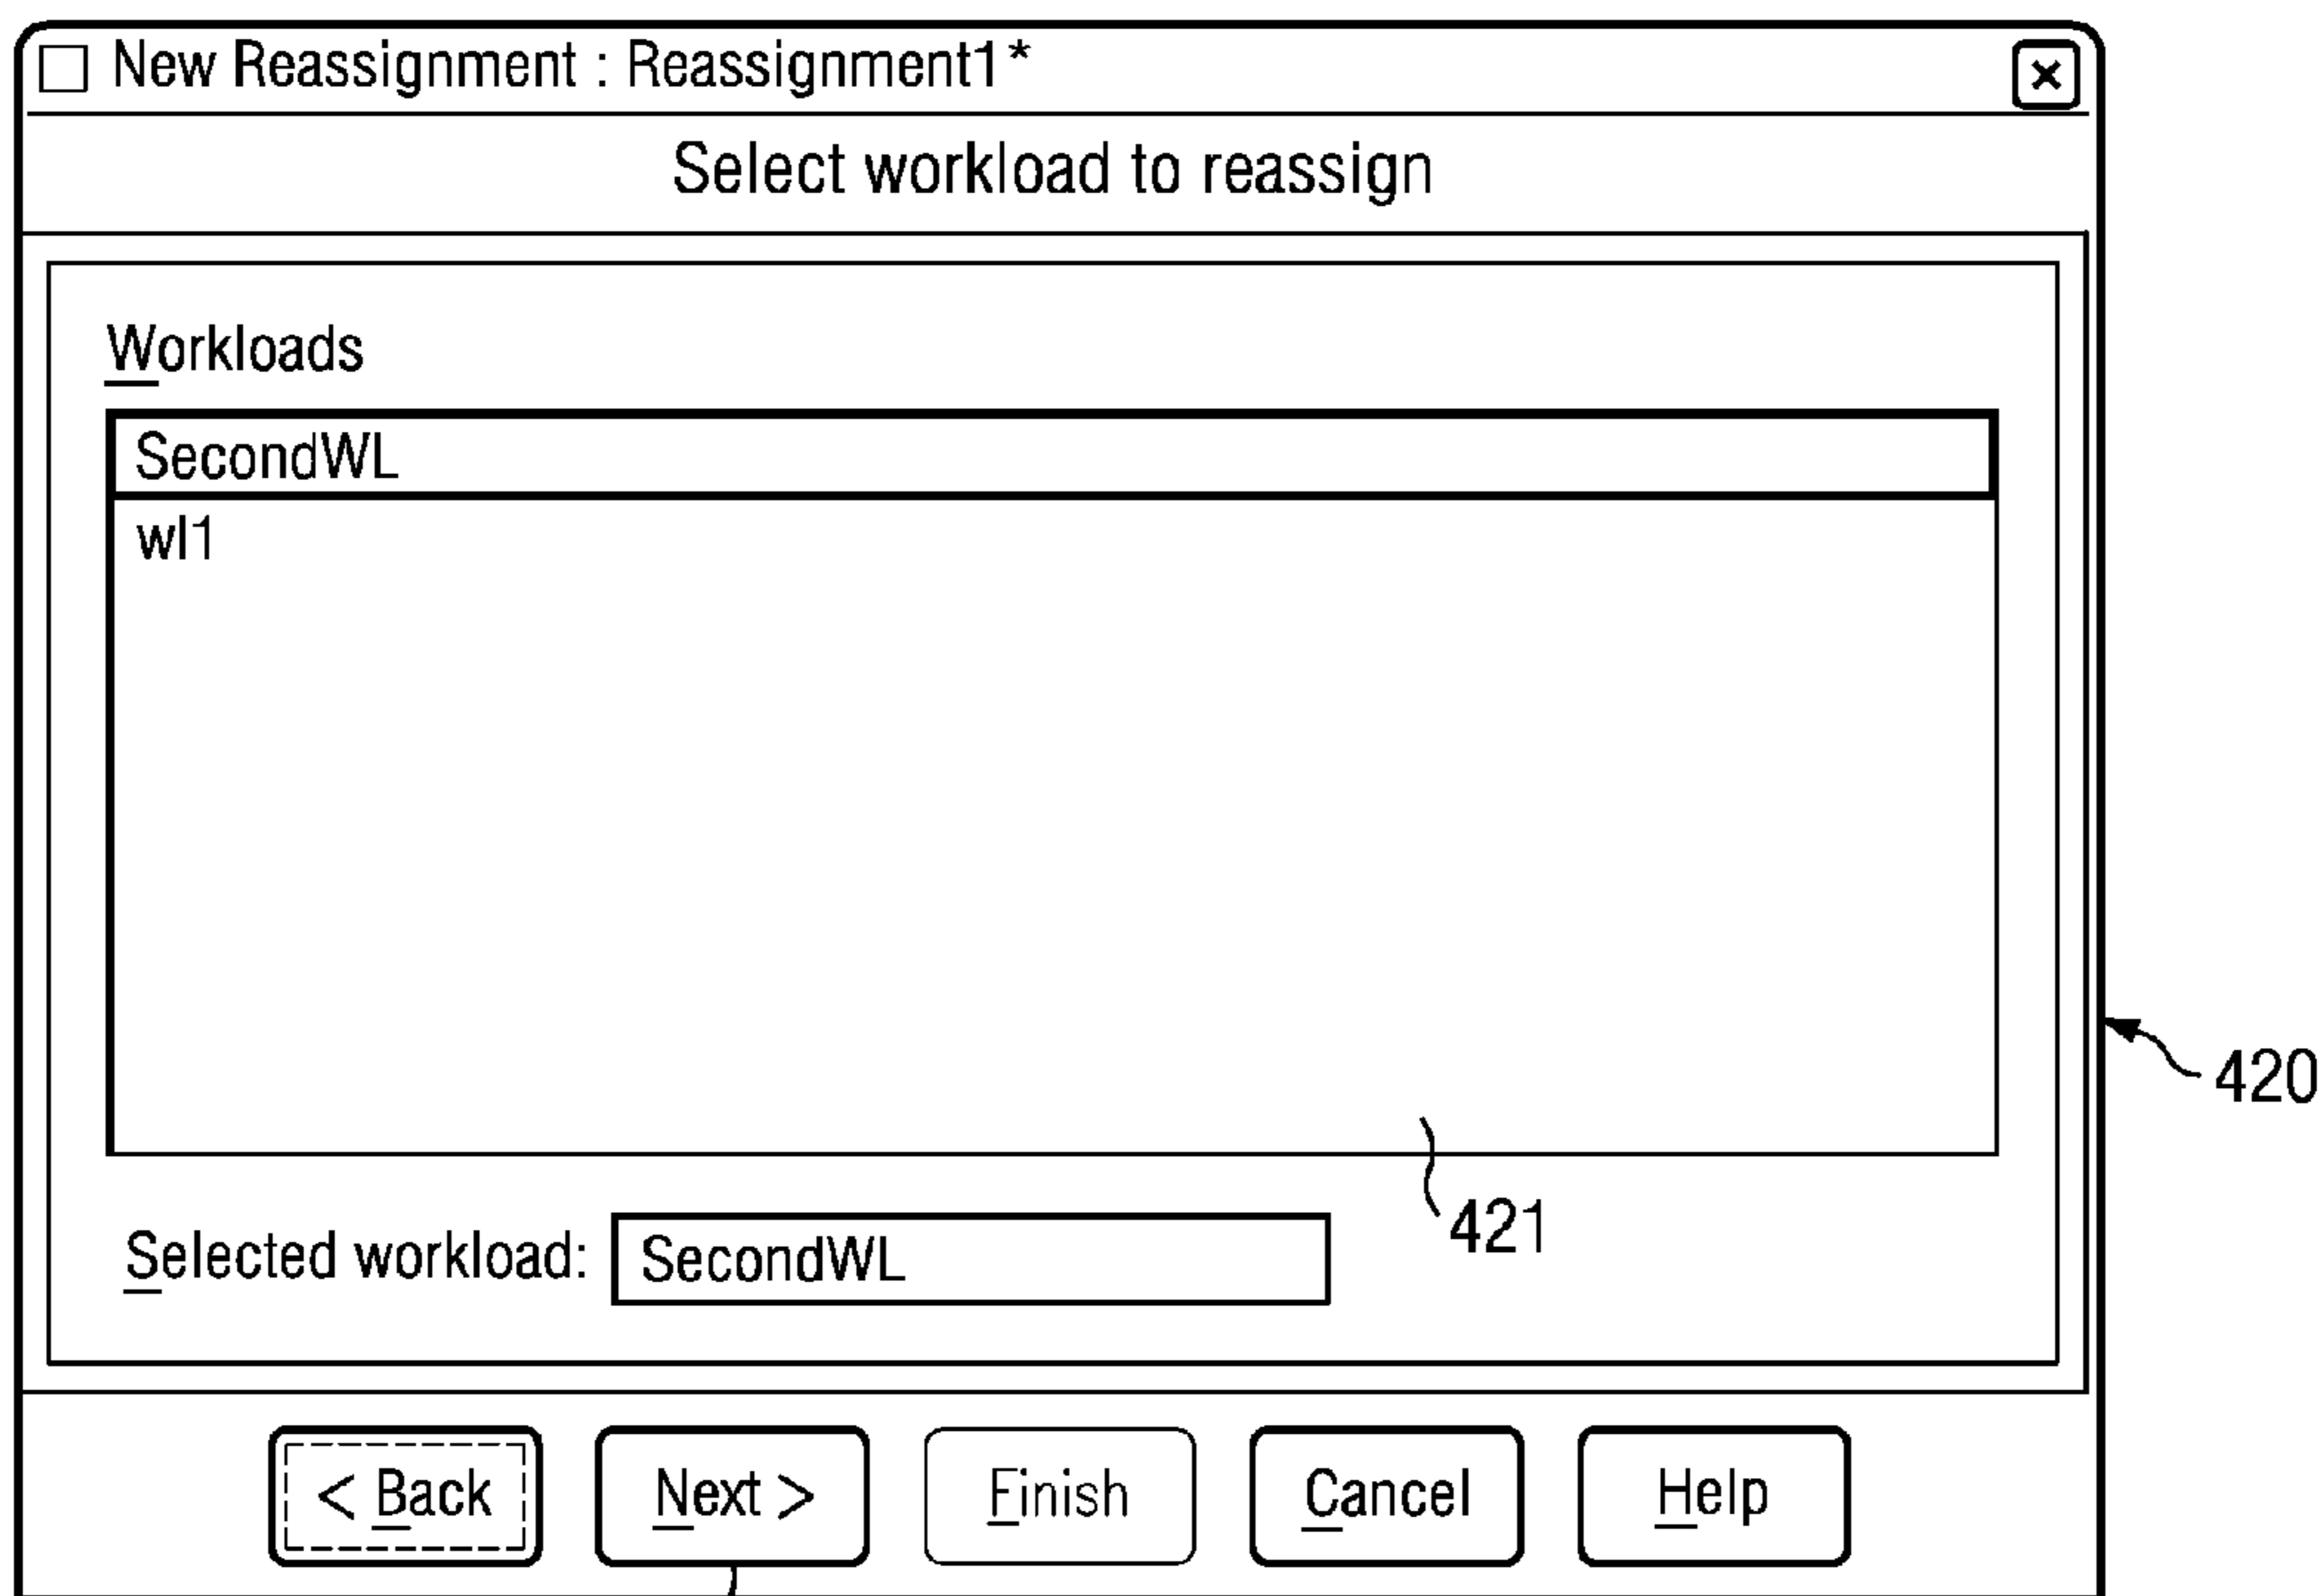 New Reassignment : Reassignment1*
Select workload to reassign
Workloads
SecondWL
wl1
420
421
Selected workload: SecondWL
< Back Next > Finish Cancel Help